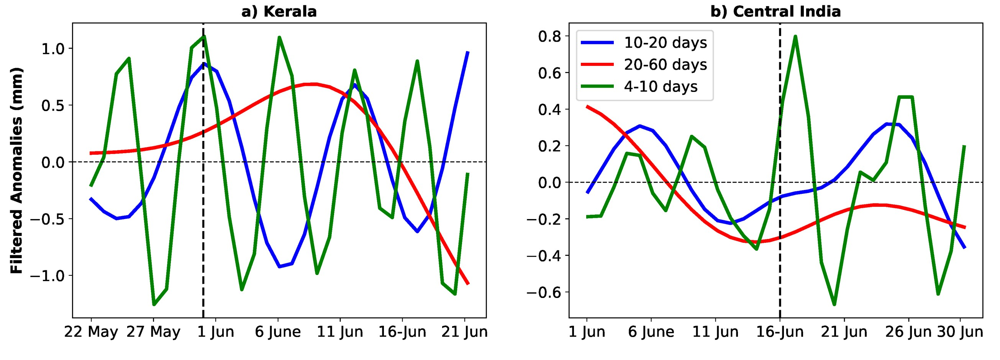 a) Kerala
Filtered Anomalies (mm)
1.0
0.5
0.0
−0.5
−1.0
22 May 27 May 1 Jun 6 June 11 Jun 16-Jun 21 Jun
b) Central India
10-20 days
20-60 days
4-10 days
0.8
0.6
0.4
0.2
0.0
−0.2
−0.4
−0.6
1 Jun 6 June 11 Jun 16-Jun 21 Jun 26 Jun 30 Jun